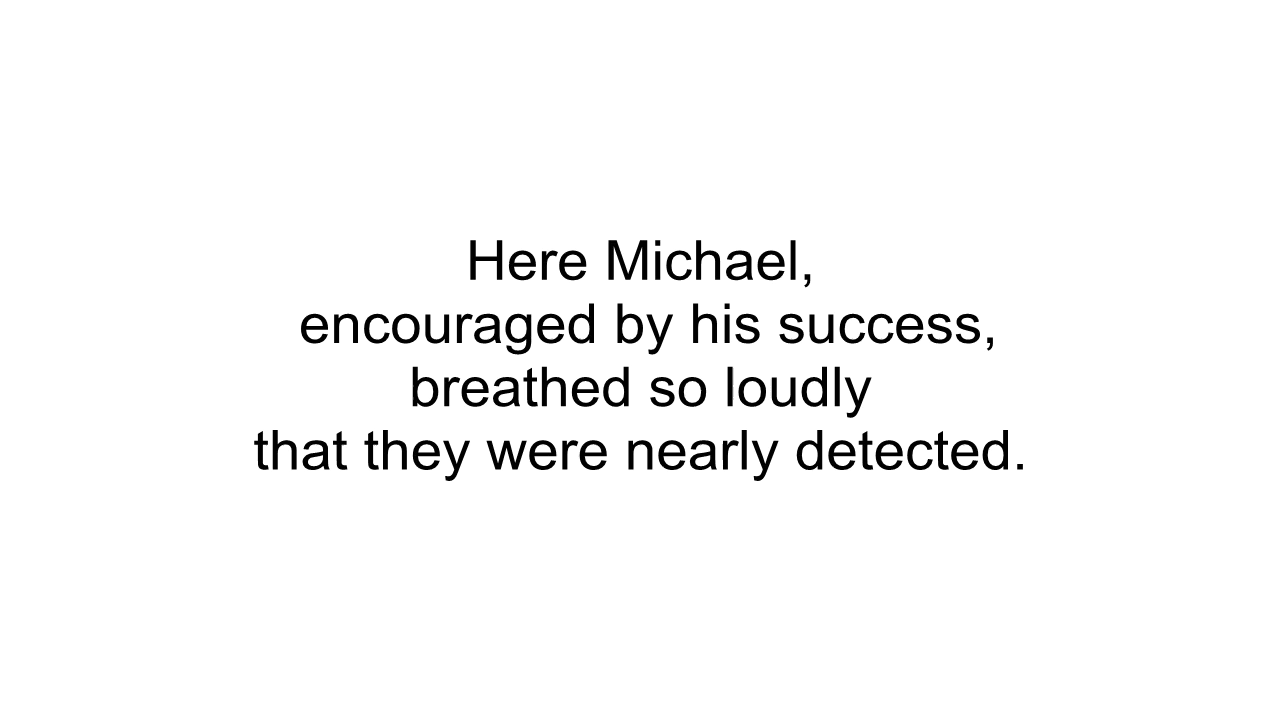 Here Michael,
encouraged by his success,
breathed so loudly
that they were nearly detected.